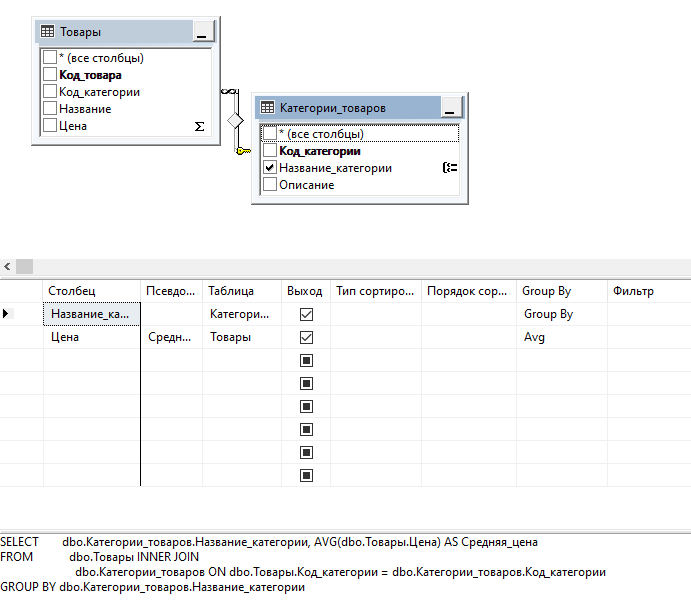 Товары
* (все столбцы)
Код_товара
Код_категории
Название
Цена
Категории_товаров
* (все столбцы)
Код_категории
Название_категории
Описание
Столбец Псевдо... Таблица Выход Тип сортиро... Порядок сор... Group By Фильтр
Название_ка... Категори... Group By
Цена Средн... Товары Avg
SELECT dbo.Категории_товаров.Название_категории, AVG(dbo.Товары.Цена) AS Средняя_цена
FROM dbo.Товары INNER JOIN
dbo.Категории_товаров ON dbo.Товары.Код_категории = dbo.Категории_товаров.Код_категории
GROUP BY dbo.Категории_товаров.Название_категории